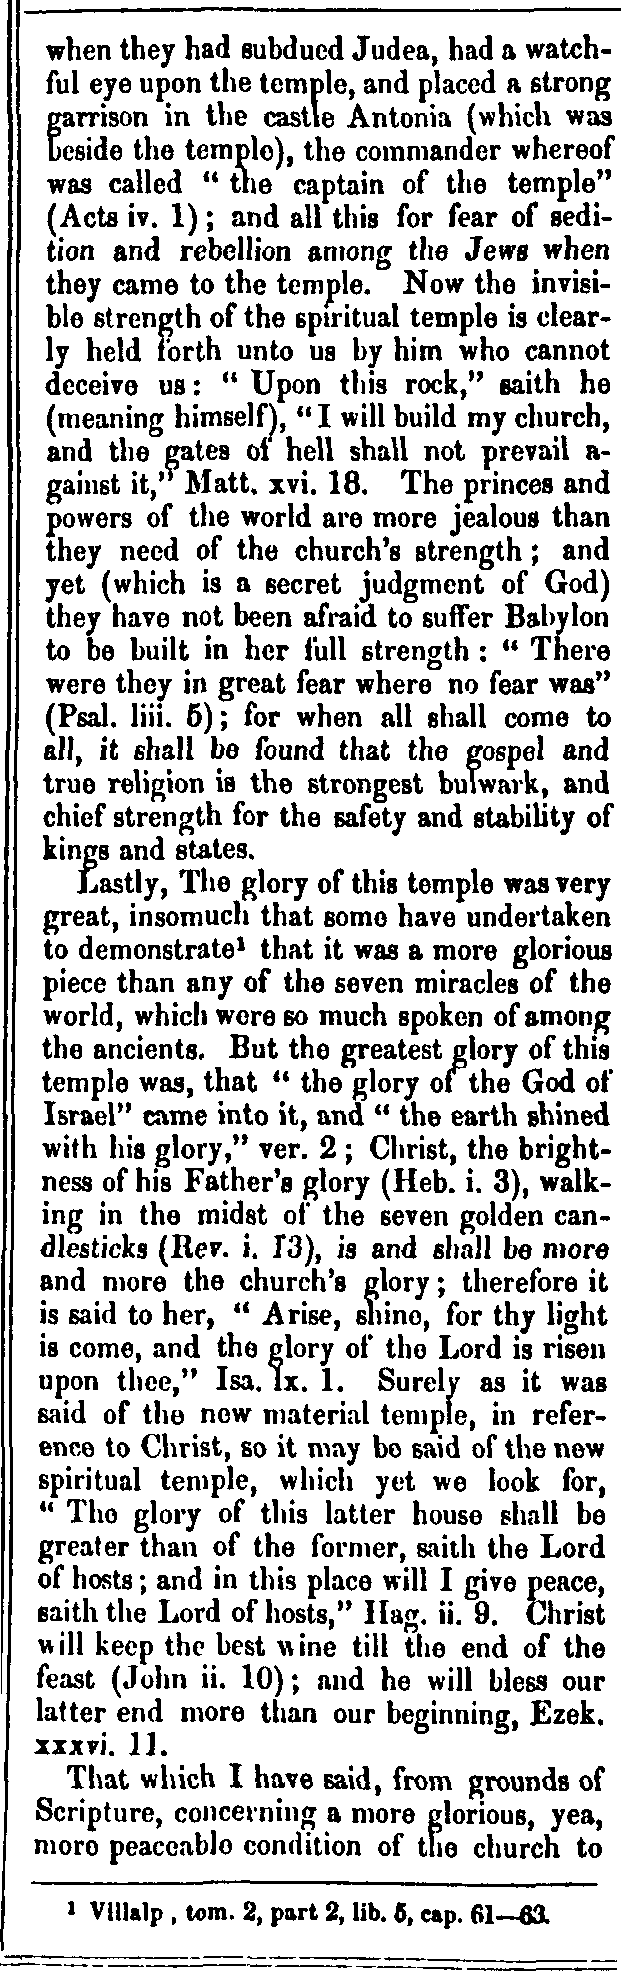 when they had subdued Judea, had a watch-
ful eye upon the temple, and placed a strong
garrison in the castle Antonia (which was
beside the temple), the commander whereof
was called “ the captain of the temple”
(Acts iv. 1) ; and all this for fear of sedi-
tion and rebellion among the Jews when
they came to the temple. Now the invisi-
ble strength of the spiritual temple is clear-
ly held forth unto us by him who cannot
deceive us : “ Upon this rock,” saith he
(meaning himself), “ I will build my church,
and the gates of hell shall not prevail a-
gainst it,” Matt. xvi. 18. The princes and
powers of the world are more jealous than
they need of the church’s strength ; and
yet (which is a secret judgment of God)
they have not been afraid to suffer Babylon
to be built in her full strength : “ There
were they in great fear where no fear was”
(Psal. liii. 5) ; for when all shall come to
all, it shall be found that the gospel and
true religion is the strongest bulwark, and
chief strength for the safety and stability of
kings and states.
Lastly, The glory of this temple was very
great, insomuch that some have undertaken
to demonstrate¹ that it was a more glorious
piece than any of the seven miracles of the
world, which were so much spoken of among
the ancients. But the greatest glory of this
temple was, that “ the glory of the God of
Israel” came into it, and “ the earth shined
with his glory,” ver. 2 ; Christ, the bright-
ness of his Father’s glory (Heb. i. 3), walk-
ing in the midst of the seven golden can-
dlesticks (Rev. i. 13), is and shall be more
and more the church’s glory ; therefore it
is said to her, “ Arise, shine, for thy light
is come, and the glory of the Lord is risen
upon thee,” Isa. lx. 1. Surely as it was
said of the new material temple, in refer-
ence to Christ, so it may be said of the new
spiritual temple, which yet we look for,
“ The glory of this latter house shall be
greater than of the former, saith the Lord
of hosts ; and in this place will I give peace,
saith the Lord of hosts,” Hag. ii. 9. Christ
will keep the best wine till the end of the
feast (John ii. 10) ; and he will bless our
latter end more than our beginning, Ezek.
xxxvi. 11.
That which I have said, from grounds of
Scripture, concerning a more glorious, yea,
more peaceable condition of the church to
¹ Villalp , tom. 2, part 2, lib. 5, cap. 61—63.